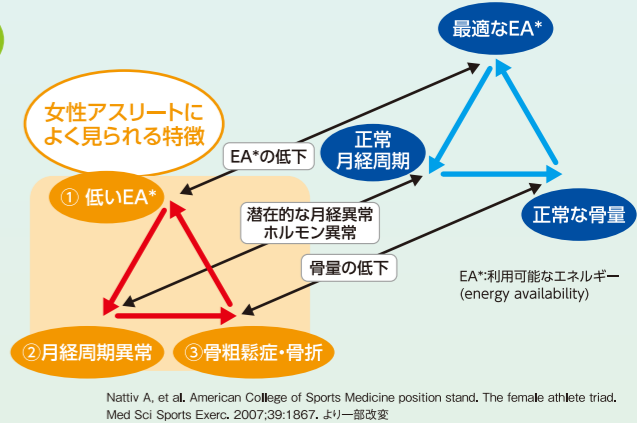 最適なEA*
女性アスリートに
よく見られる特徴
正常
月経周期
EA*の低下
① 低いEA*
潜在的な月経異常
ホルモン異常
正常な骨量
骨量の低下
EA*:利用可能なエネルギー
(energy availability)
②月経周期異常
③骨粗鬆症・骨折
Nattiv A, et al. American College of Sports Medicine position stand. The female athlete triad.
Med Sci Sports Exerc. 2007;39:1867. より一部改変